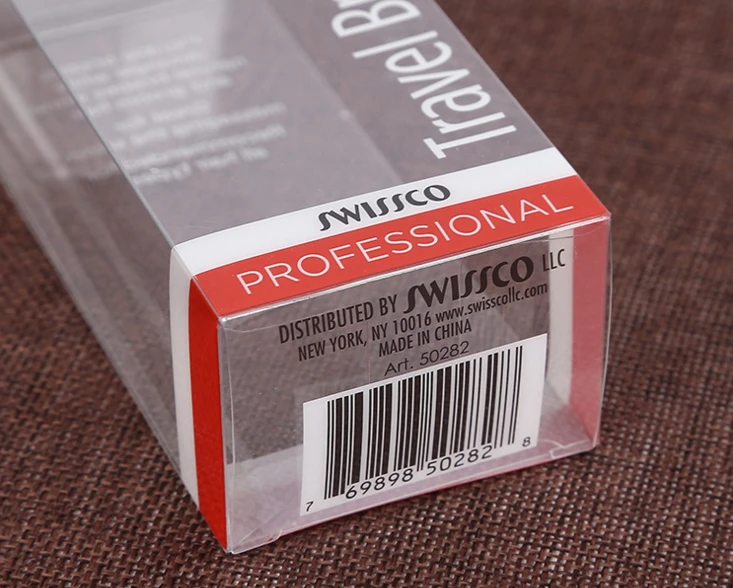 Travel
SWISSCO
PROFESSIONAL
DISTRIBUTED BY SWISSCO LLC
NEW YORK, NY 10016 www.swisscollc.com
MADE IN CHINA
Art. 50282
7 69898 50282 8